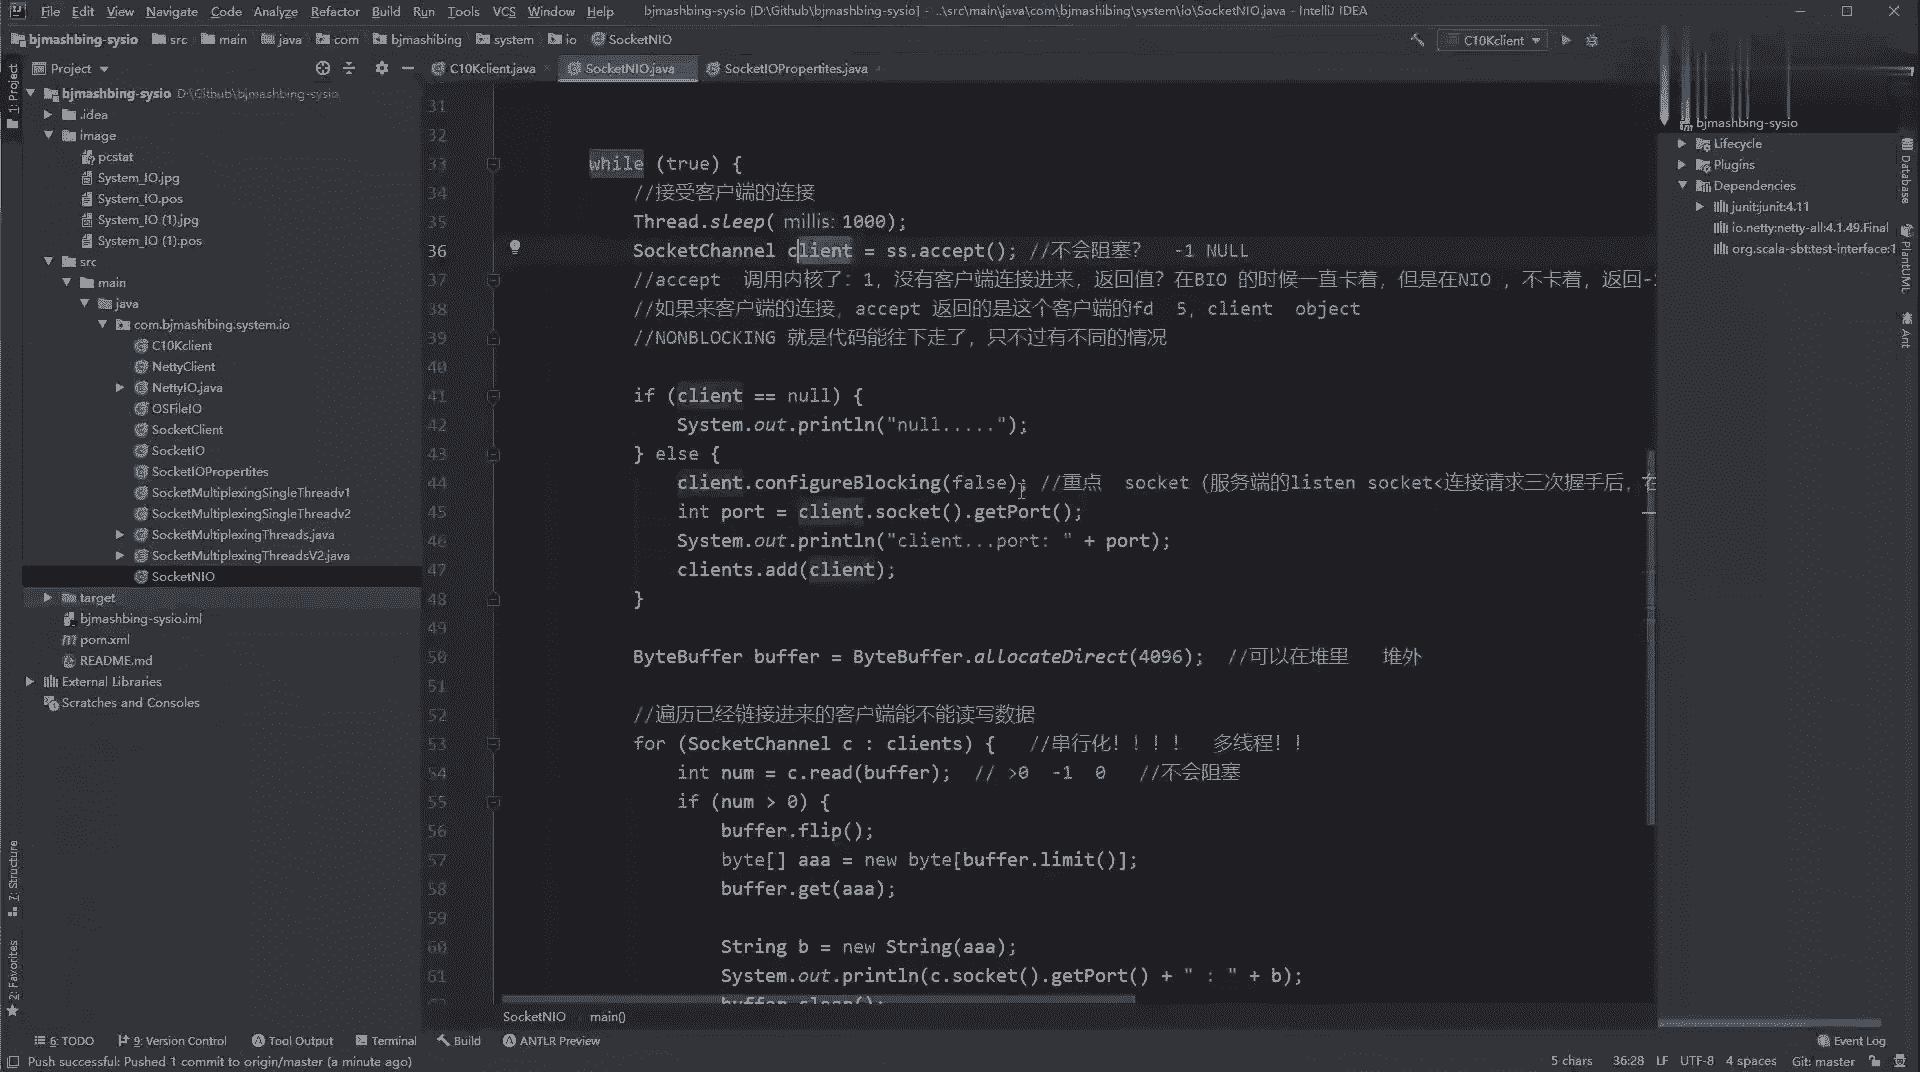 File Edit View Navigate Code Analyze Refactor Build Run Tools VCS Window Help bjmashbing-sysio [D:\Github\bjmashbing-sysio] - ..\src\main\java\com\bjmashibing\system\io\SocketNIO.java - IntelliJ IDEA
bjmashbing-sysio src main java com bjmashibing system io SocketNIO C10Kclient
Project C10Kclient.java SocketNIO.java SocketIOPropertites.java
1: Project
bjmashbing-sysio D:\Github\bjmashbing-sysio
.idea
image
pcstat
System_IO.jpg
System_IO.pos
System_IO (1).jpg
System_IO (1).pos
src
main
java
com.bjmashibing.system.io
C10Kclient
NettyClient
NettyIO.java
OSFileIO
SocketClient
SocketIO
SocketIOPropertites
SocketMultiplexingSingleThreadv1
SocketMultiplexingSingleThreadv2
SocketMultiplexingThreads.java
SocketMultiplexingThreadsV2.java
SocketNIO
target
bjmashbing-sysio.iml
pom.xml
README.md
External Libraries
Scratches and Consoles
7: Structure
2: Favorites
31
32
33 while (true) {
34 //接受客户端的连接
35 Thread.sleep( millis: 1000);
36 SocketChannel client = ss.accept(); //不会阻塞? -1 NULL
37 //accept 调用内核了: 1, 没有客户端连接进来, 返回值? 在BIO 的时候一直卡着, 但是在NIO , 不卡着, 返回-
38 //如果来客户端的连接, accept 返回的是这个客户端的fd 5, client object
39 //NONBLOCKING 就是代码能往下走了, 只不过有不同的情况
40
41 if (client == null) {
42 System.out.println("null.....");
43 } else {
44 client.configureBlocking(false); //重点 socket (服务端的listen socket<连接请求三次握手后,
45 int port = client.socket().getPort();
46 System.out.println("client...port: " + port);
47 clients.add(client);
48 }
49
50 ByteBuffer buffer = ByteBuffer.allocateDirect(4096); //可以在堆里 堆外
51
52 //遍历已经链接进来的客户端能不能读写数据
53 for (SocketChannel c : clients) { //串行化!!!! 多线程!!
54 int num = c.read(buffer); // >0 -1 0 //不会阻塞
55 if (num > 0) {
56 buffer.flip();
57 byte[] aaa = new byte[buffer.limit()];
58 buffer.get(aaa);
59
60 String b = new String(aaa);
61 System.out.println(c.socket().getPort() + " : " + b);
buffer.clear();
SocketNIO main()
bjmashbing-sysio
Lifecycle
Plugins
Dependencies
junit:junit:4.11
io.netty:netty-all:4.1.49.Final
org.scala-sbt:test-interface:1
Database
PlantUML
Ant
6: TODO 9: Version Control Tool Output Terminal Build ANTLR Preview Event Log
Push successful: Pushed 1 commit to origin/master (a minute ago) 5 chars 36:28 LF UTF-8 4 spaces Git: master